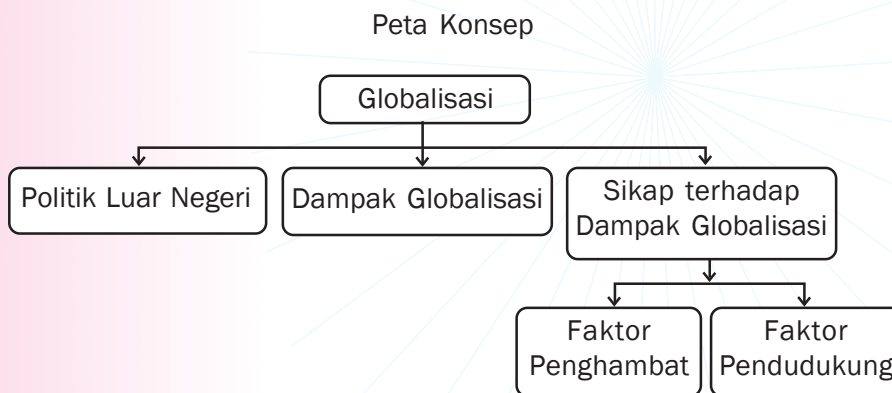 Peta Konsep
Globalisasi
Politik Luar Negeri
Dampak Globalisasi
Sikap terhadap
Dampak Globalisasi
Faktor
Penghambat
Faktor
Pendudukung